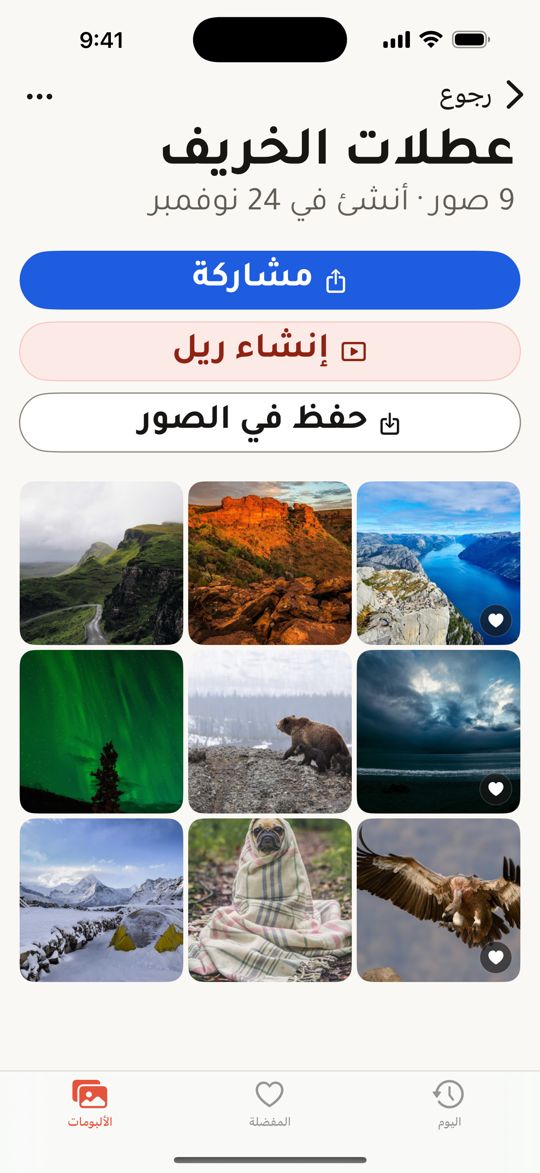 9:41
رجوع
عطلات الخريف
9 صور · أنشئ في 24 نوفمبر
مشاركة
إنشاء ريل
حفظ في الصور
اليوم
المفضلة
الألبومات